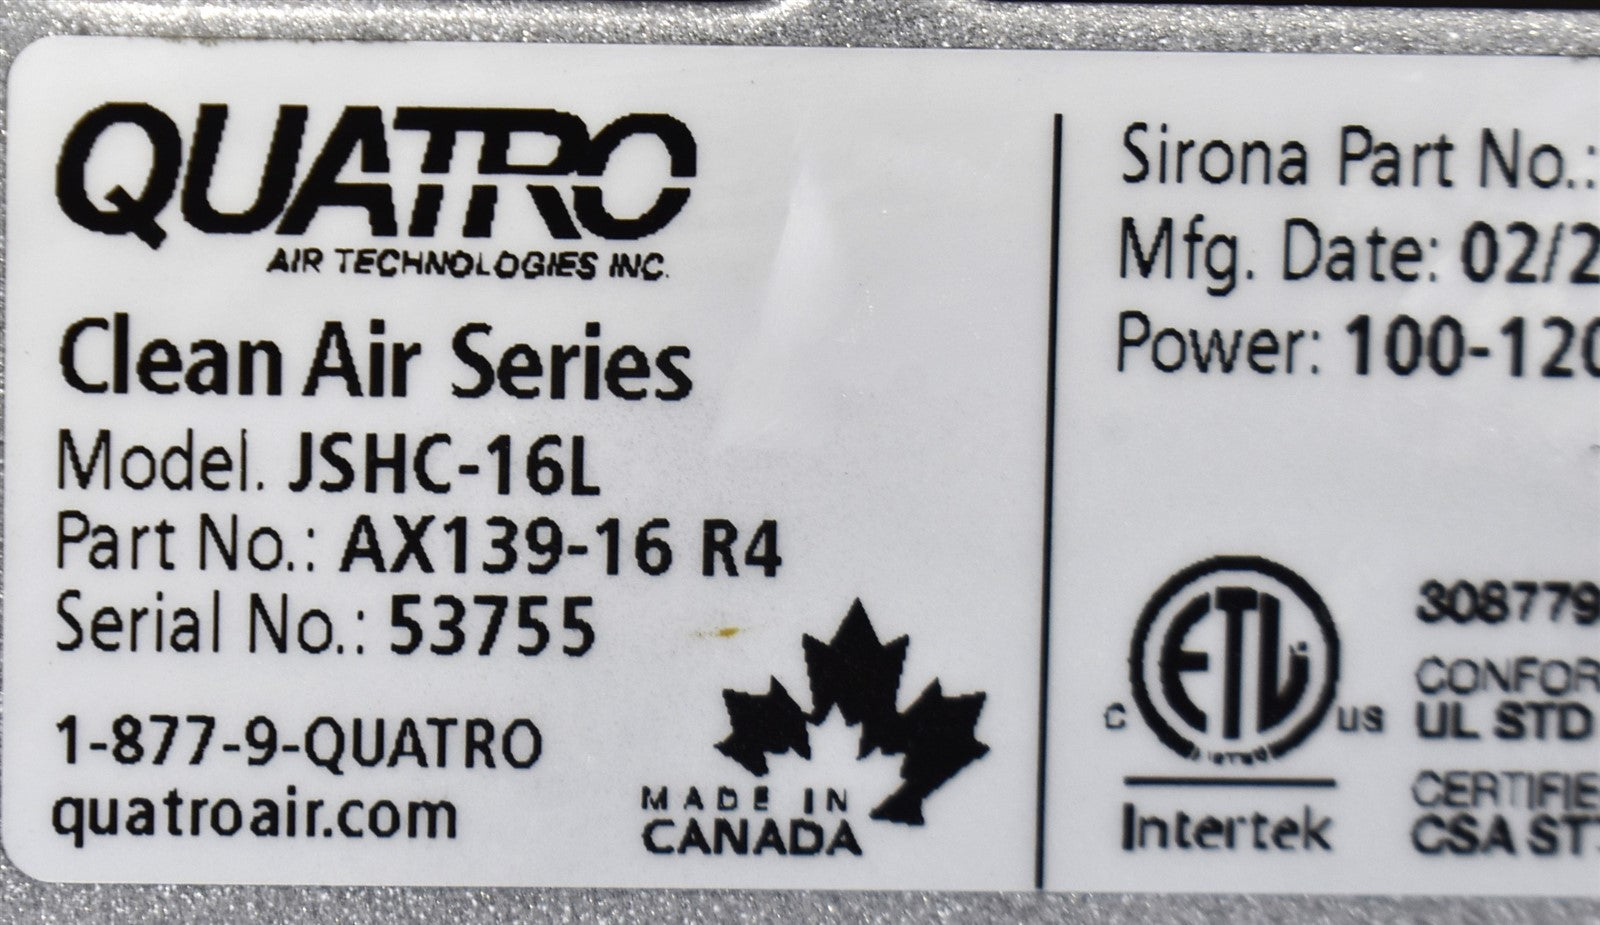 QUATRO
AIR TECHNOLOGIES INC.
Clean Air Series
Model. JSHC-16L
Part No.: AX139-16 R4
Serial No.: 53755
1-877-9-QUATRO
quatroair.com
MADE IN
CANADA
Sirona Part No.:
Mfg. Date: 02/2
Power: 100-120
ETL
C US
LISTED
Intertek
308779
CONFOR
UL STD
CERTIFIE
CSA ST